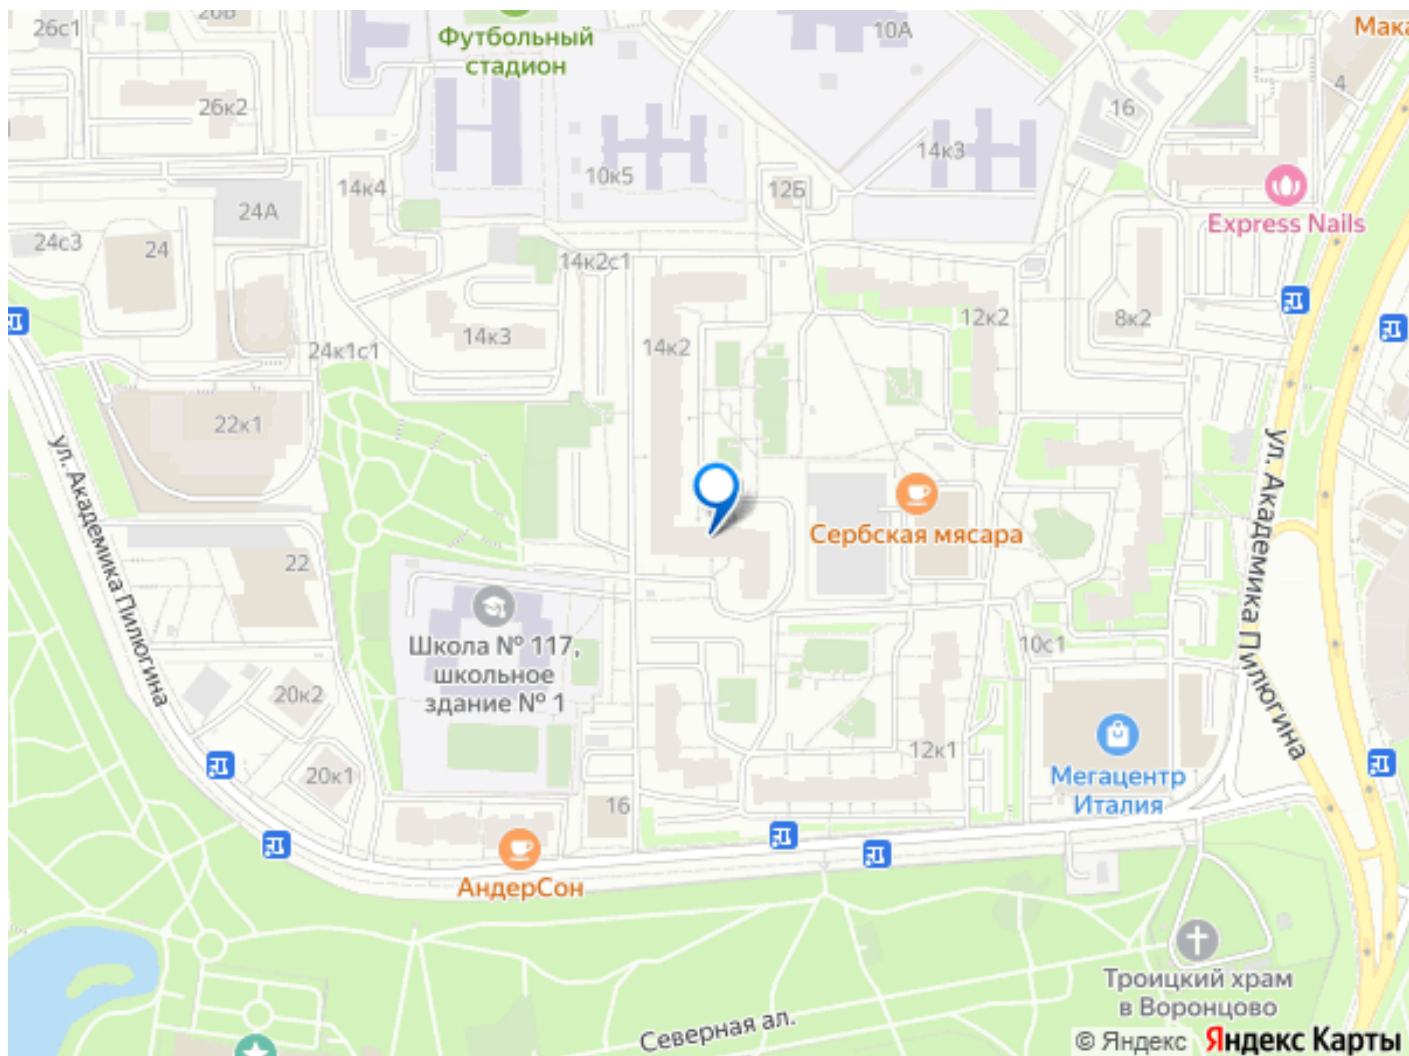 26с1
26Б
Футбольный
стадион
10А
Мака
4
26к2
16
14к4
10к5
12Б
14к3
Express Nails
24А
24с3
24
14к2с1
14к3
12к2
8к2
24к1с1
14к2
22к1
ул. Академика Пилюгина
ул. Академика Пилюгина
Сербская мясара
22
Школа № 117,
школьное
здание № 1
10с1
20к2
12к1
Мегацентр
Италия
20к1
16
АндерСон
Троицкий храм
в Воронцово
Северная ал.
© Яндекс Яндекс Карты